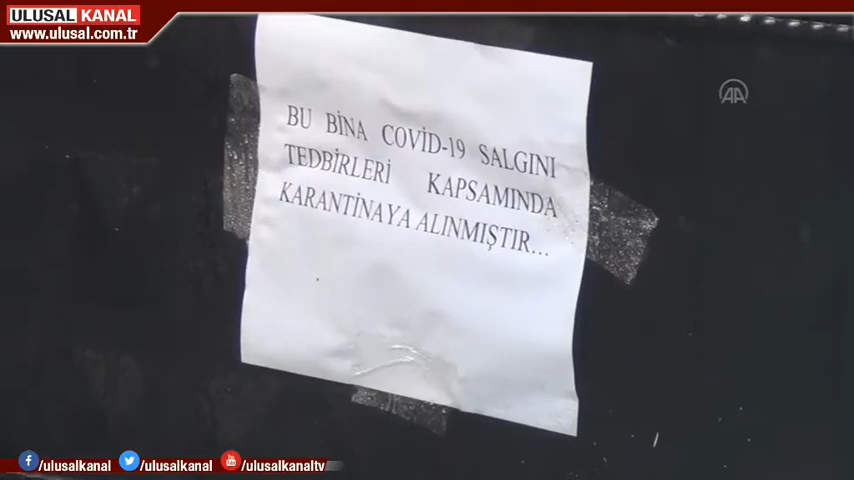 ULUSAL KANAL
www.ulusal.com.tr
AA
BU BİNA COVİD-19 SALGINI
TEDBİRLERİ KAPSAMINDA
KARANTİNAYA ALINMIŞTIR...
/ulusalkanal
/ulusalkanal
/ulusalkanaltv